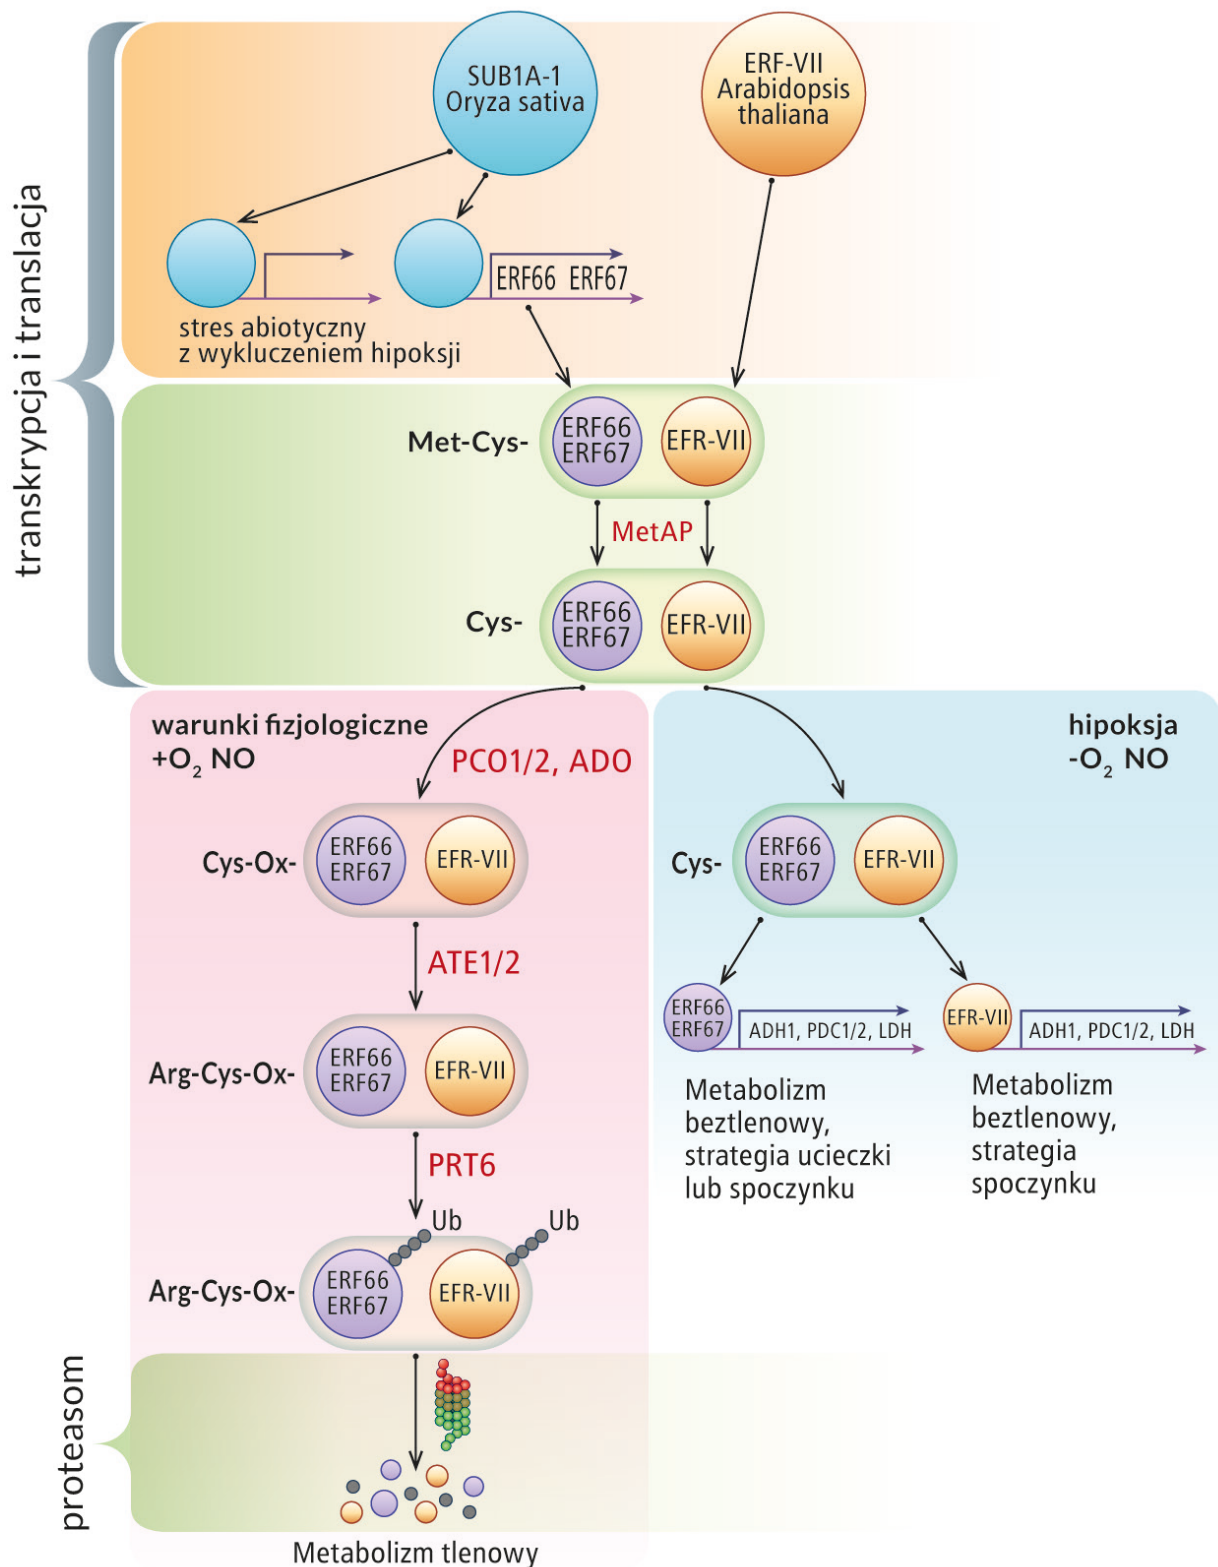 transkrypcja i translacja
SUB1A-1
Oryza sativa
ERF-VII
Arabidopsis
thaliana
ERF66 ERF67
stres abiotyczny
z wykluczeniem hipoksji
Met-Cys-
ERF66
ERF67
EFR-VII
MetAP
Cys-
ERF66
ERF67
EFR-VII
warunki fizjologiczne
+O₂ NO
PCO1/2, ADO
Cys-Ox-
ERF66
ERF67
EFR-VII
ATE1/2
Arg-Cys-Ox-
ERF66
ERF67
EFR-VII
PRT6
Ub
Ub
Arg-Cys-Ox-
ERF66
ERF67
EFR-VII
hipoksja
-O₂ NO
Cys-
ERF66
ERF67
EFR-VII
ERF66
ERF67
ADH1, PDC1/2, LDH
EFR-VII
ADH1, PDC1/2, LDH
Metabolizm
beztlenowy,
strategia ucieczki
lub spoczynku
Metabolizm
beztlenowy,
strategia
spoczynku
proteasom
Metabolizm tlenowy